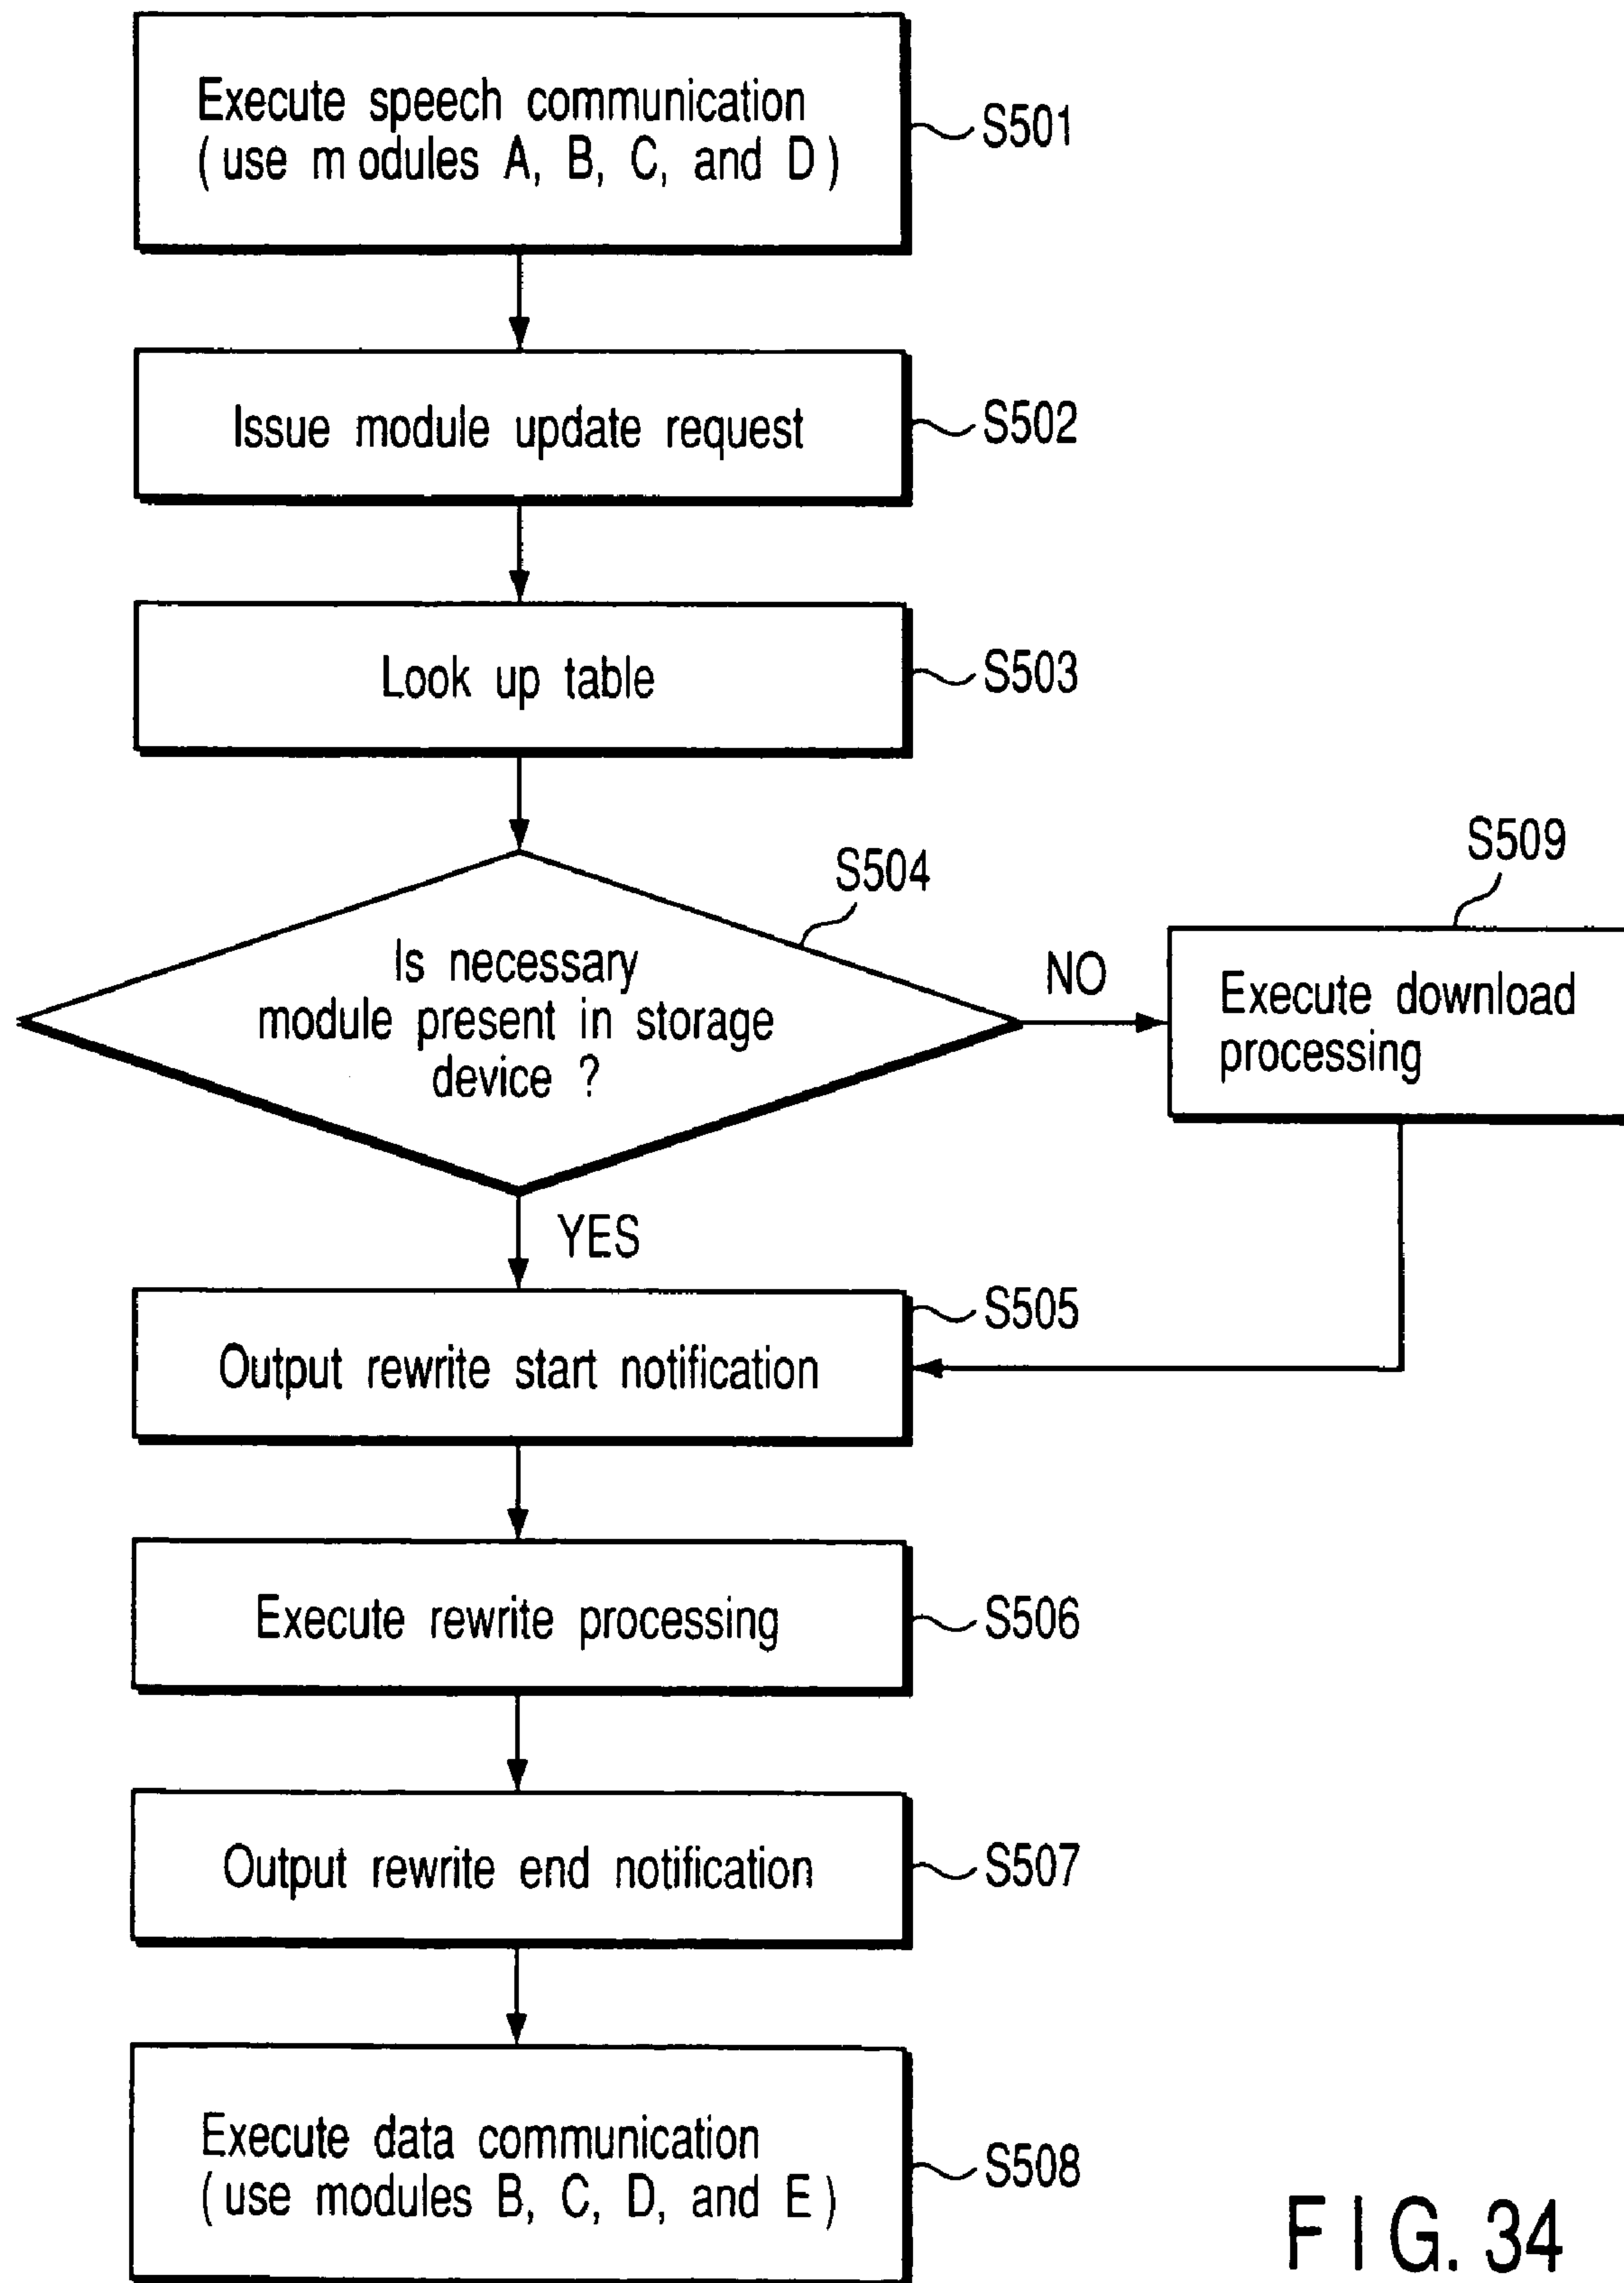 Execute speech communication
(use modules A, B, C, and D)
S501
Issue module update request
S502
Look up table
S503
S504
Is necessary
module present in storage
device ?
NO
S509
Execute download
processing
YES
S505
Output rewrite start notification
Execute rewrite processing
S506
Output rewrite end notification
S507
Execute data communication
(use modules B, C, D, and E)
S508
FIG. 34